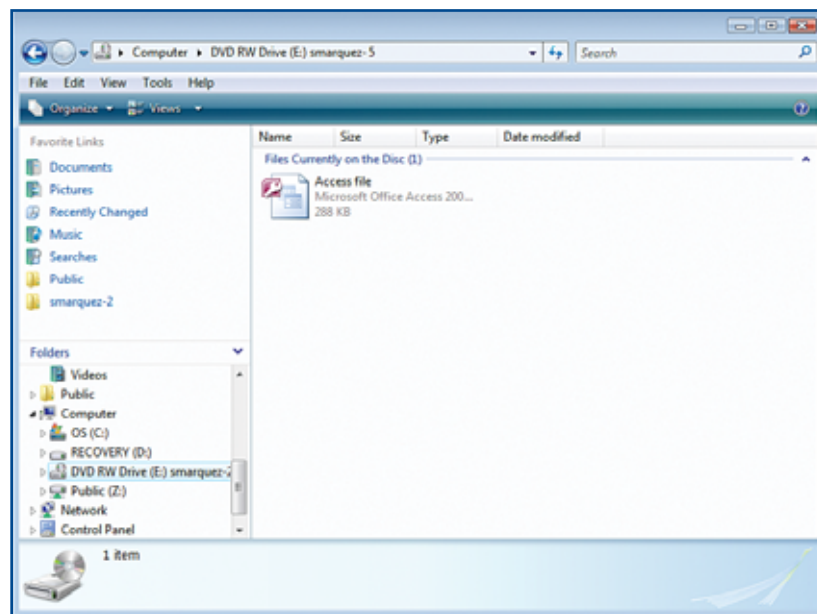 Computer ▸ DVD RW Drive (E:) smarquez-5
Search
File Edit View Tools Help
Organize Views
Favorite Links
Documents
Pictures
Recently Changed
Music
Searches
Public
smarquez-2
Name Size Type Date modified
Files Currently on the Disc (1)
Access file
Microsoft Office Access 200...
288 KB
Folders
Videos
Public
Computer
OS (C:)
RECOVERY (D:)
DVD RW Drive (E:) smarquez-2
Public (Z:)
Network
Control Panel
1 item